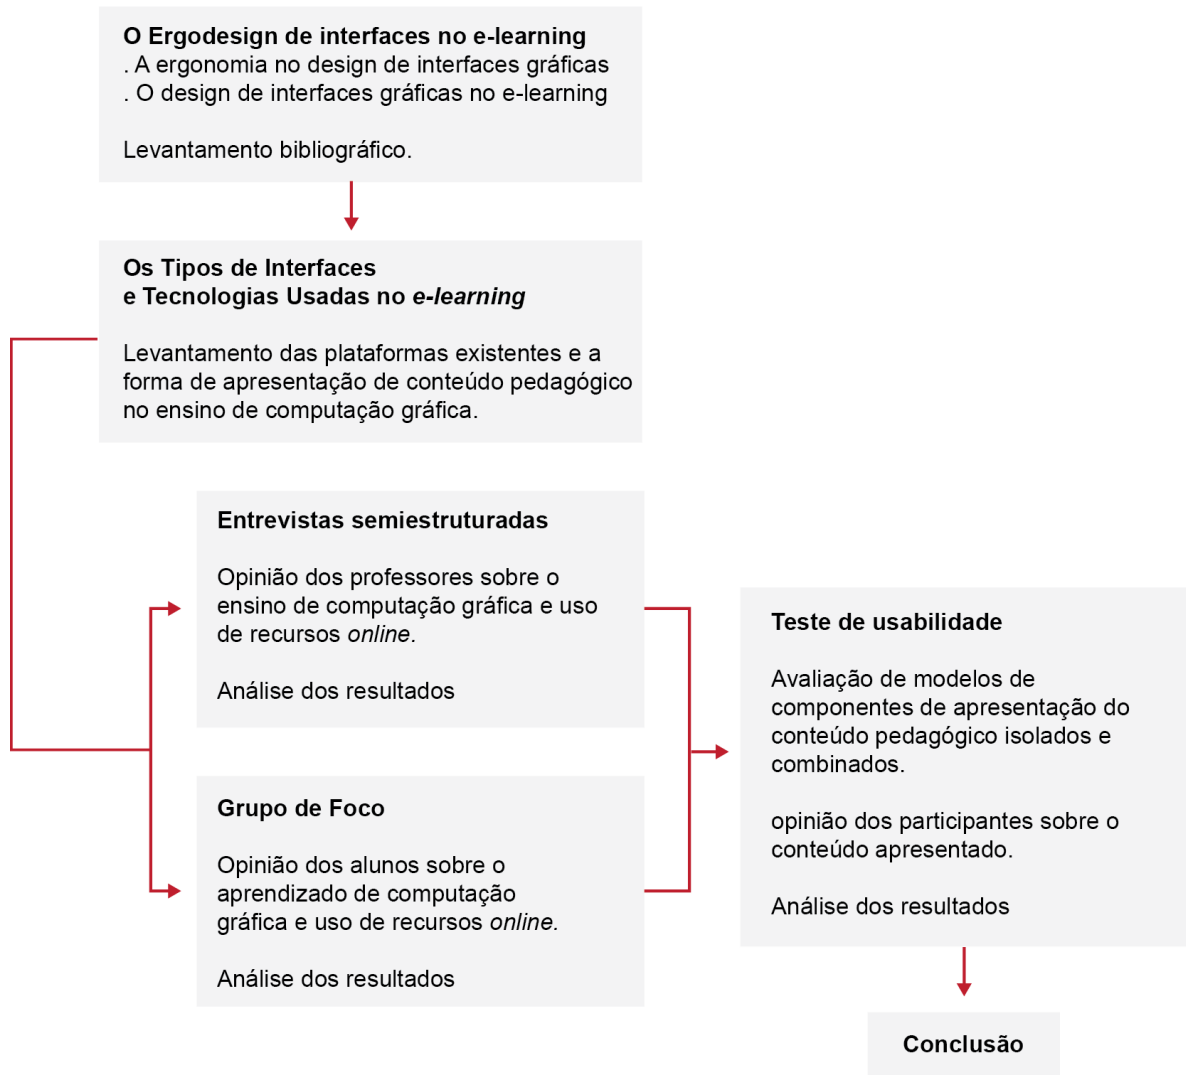 O Ergodesign de interfaces no e-learning
. A ergonomia no design de interfaces gráficas
. O design de interfaces gráficas no e-learning
Levantamento bibliográfico.
Os Tipos de Interfaces
e Tecnologias Usadas no e-learning
Levantamento das plataformas existentes e a
forma de apresentação de conteúdo pedagógico
no ensino de computação gráfica.
Entrevistas semiestruturadas
Opinião dos professores sobre o
ensino de computação gráfica e uso
de recursos online.
Análise dos resultados
Grupo de Foco
Opinião dos alunos sobre o
aprendizado de computação
gráfica e uso de recursos online.
Análise dos resultados
Teste de usabilidade
Avaliação de modelos de
componentes de apresentação do
conteúdo pedagógico isolados e
combinados.
opinião dos participantes sobre o
conteúdo apresentado.
Análise dos resultados
Conclusão